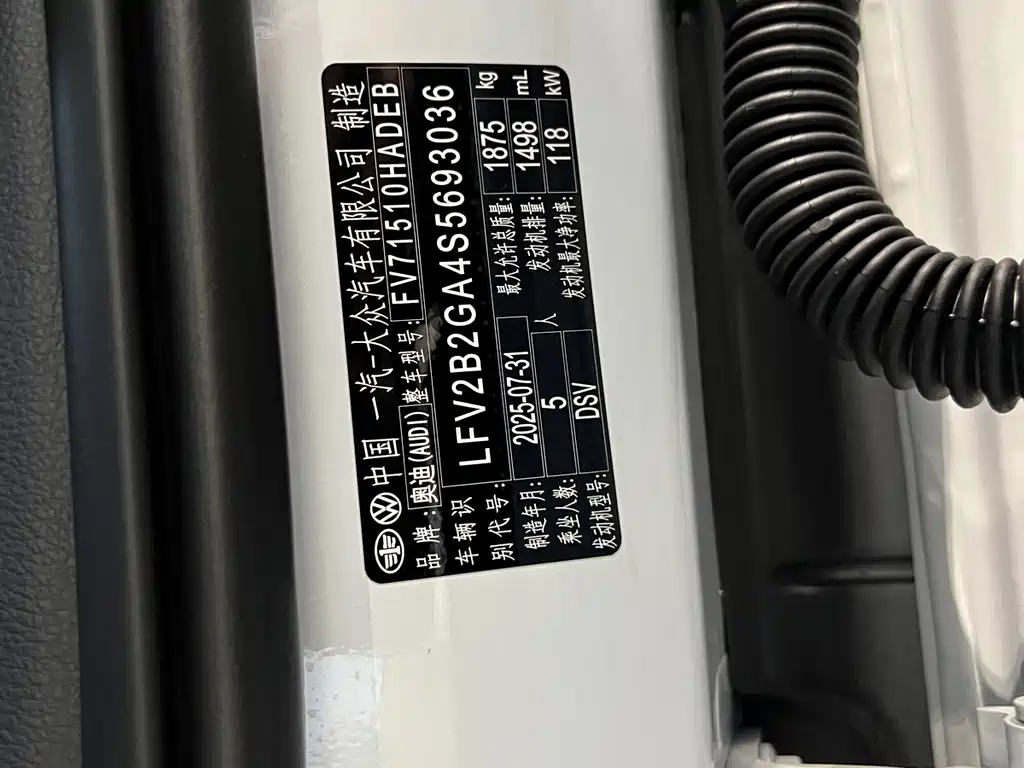 中国 一汽-大众汽车有限公司 制造
品牌:奥迪(AUDI) 整车型号:FV71510HADEB
车辆识别代号: LFV2B2GA4S5693036
制造年月: 2025-07-31 最大允许总质量: 1875 kg
乘坐人数: 5 人 发动机排量: 1498 mL
发动机型号: DSV 发动机最大净功率: 118 kW